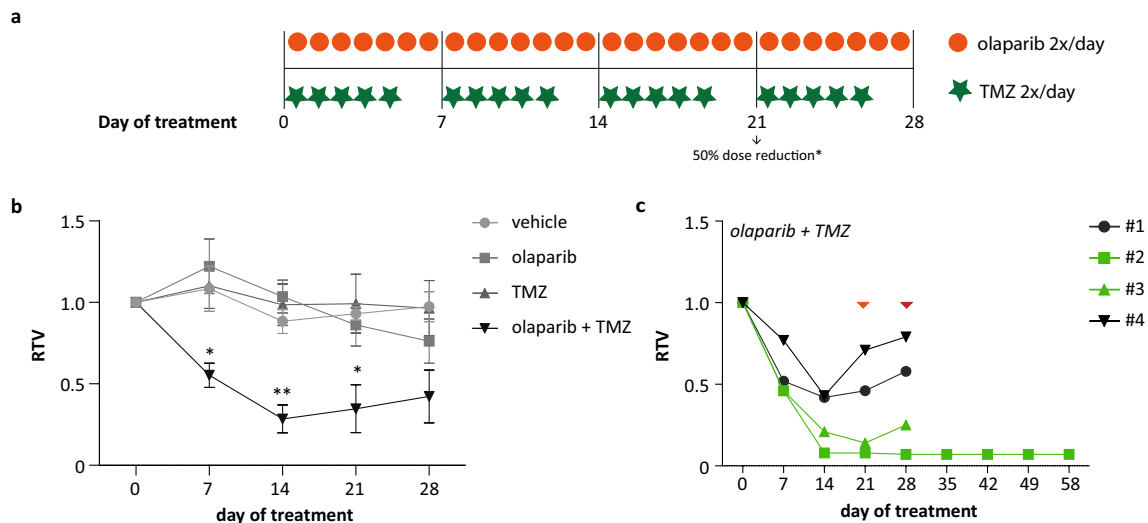 a
olaparib 2x/day
TMZ 2x/day
Day of treatment
0 7 14 21 28
50% dose reduction*
b
RTV
1.5
1.0
0.5
0
* ** *
0 7 14 21 28
day of treatment
vehicle
olaparib
TMZ
olaparib + TMZ
c
olaparib + TMZ
RTV
1.5
1.0
0.5
0
0 7 14 21 28 35 42 49 58
day of treatment
#1
#2
#3
#4